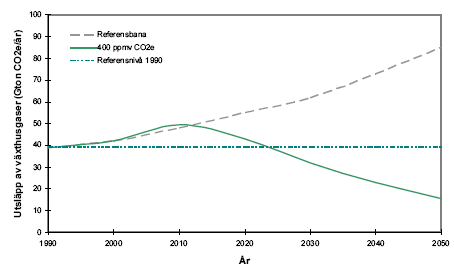 100
90
80
70
60
50
40
30
20
10
0
Utsläpp av växthusgaser (Gton CO2e/år)
Referensbana
400 ppmv CO2e
Referensnivå 1990
1990 2000 2010 2020 2030 2040 2050
År